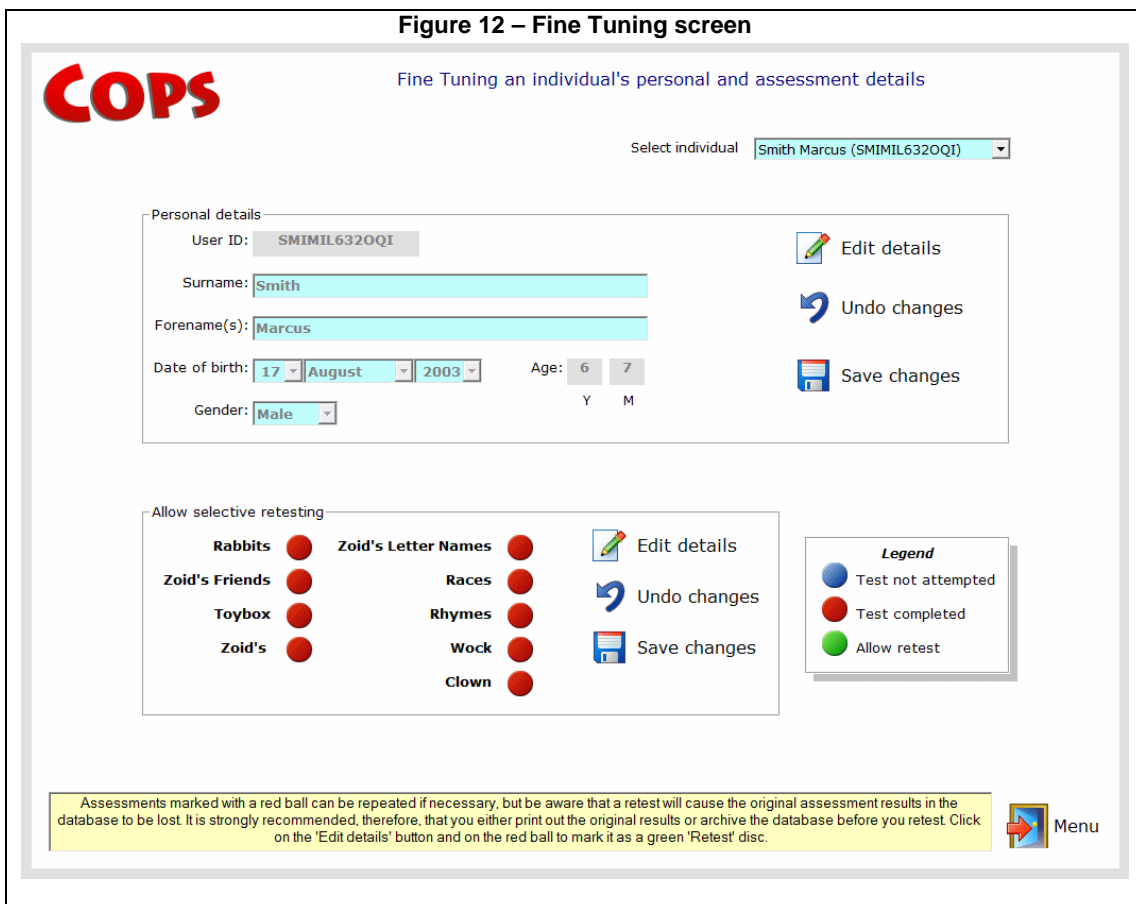 Figure 12 – Fine Tuning screen
COPS
Fine Tuning an individual's personal and assessment details
Select individual Smith Marcus (SMIMIL632OQI)
Personal details
User ID: SMIMIL632OQI
Surname: Smith
Forename(s): Marcus
Date of birth: 17 August 2003 Age: 6 7
Y M
Gender: Male
Edit details
Undo changes
Save changes
Allow selective retesting
Rabbits Zoid's Letter Names
Zoid's Friends Races
Toybox Rhymes
Zoid's Wock
Clown
Edit details
Undo changes
Save changes
Legend
Test not attempted
Test completed
Allow retest
Assessments marked with a red ball can be repeated if necessary, but be aware that a retest will cause the original assessment results in the
database to be lost. It is strongly recommended, therefore, that you either print out the original results or archive the database before you retest. Click
on the 'Edit details' button and on the red ball to mark it as a green 'Retest' disc.
Menu